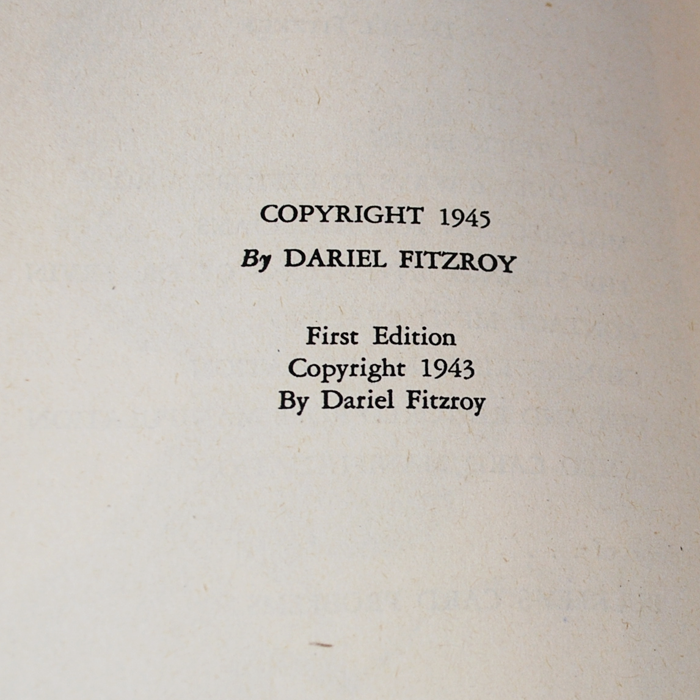 COPYRIGHT 1945
By DARIEL FITZROY
First Edition
Copyright 1943
By Dariel Fitzroy